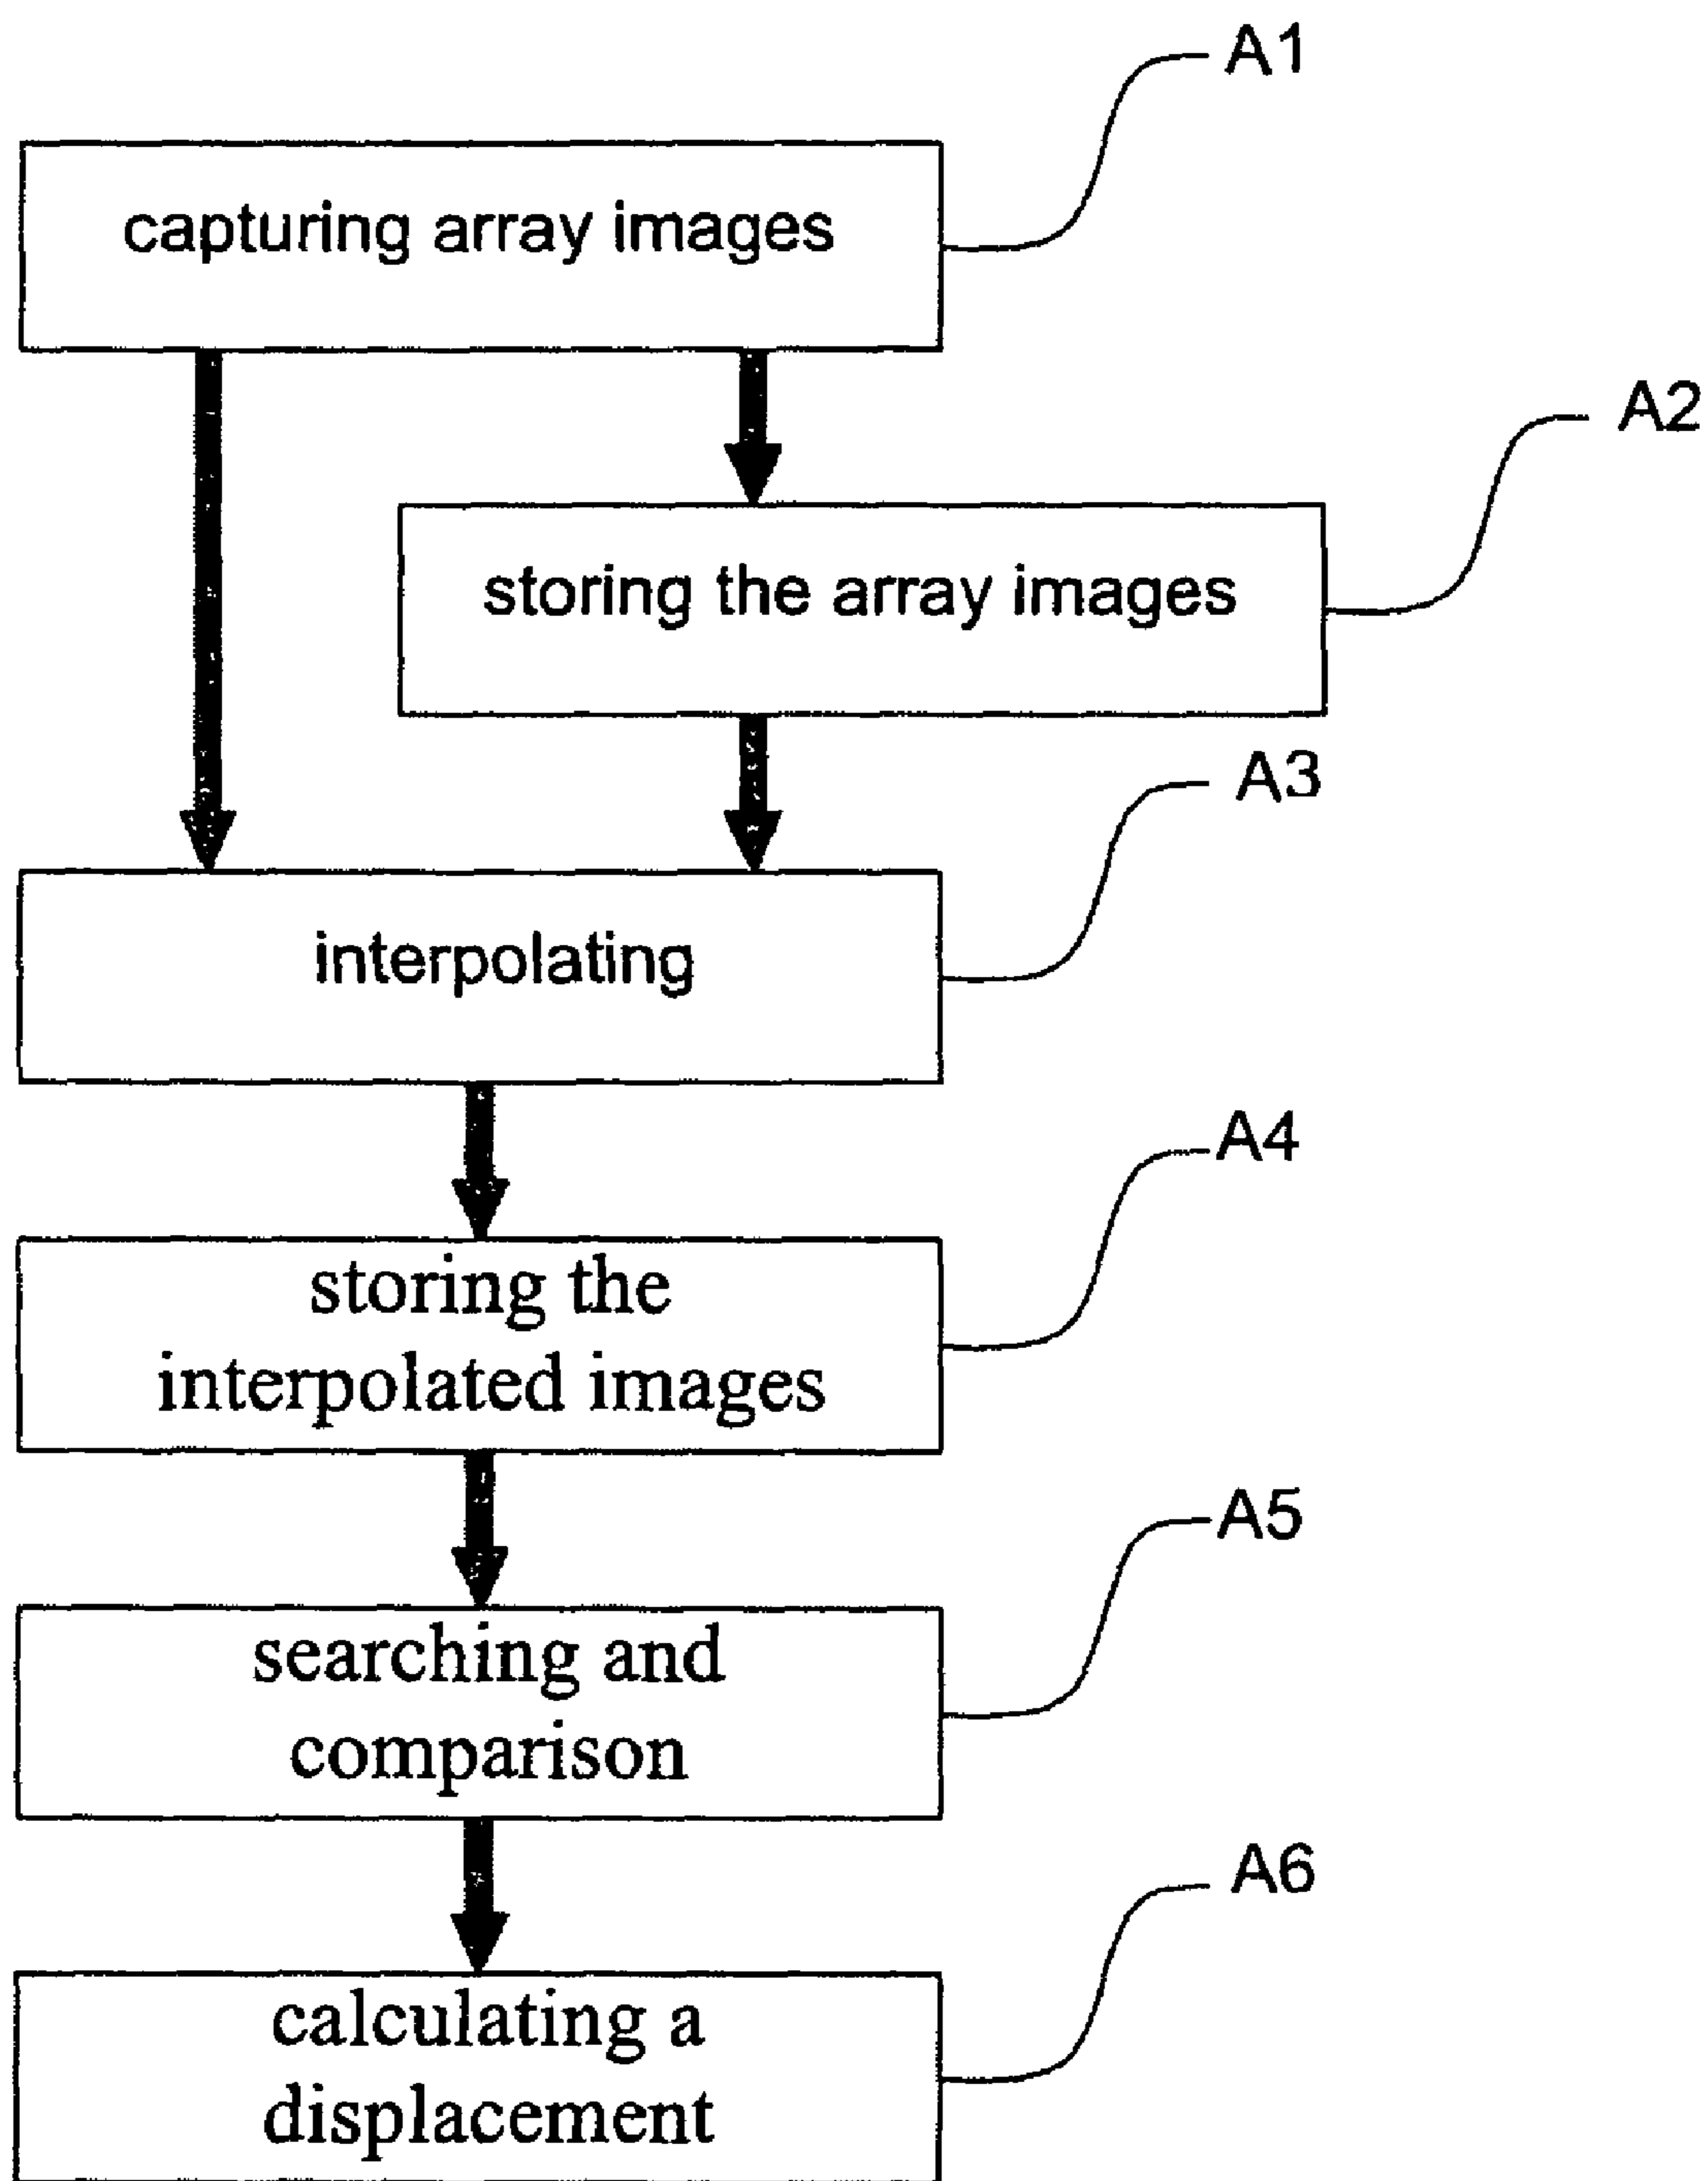 A1
capturing array images
A2
storing the array images
A3
interpolating
A4
storing the
interpolated images
A5
searching and
comparison
A6
calculating a
displacement